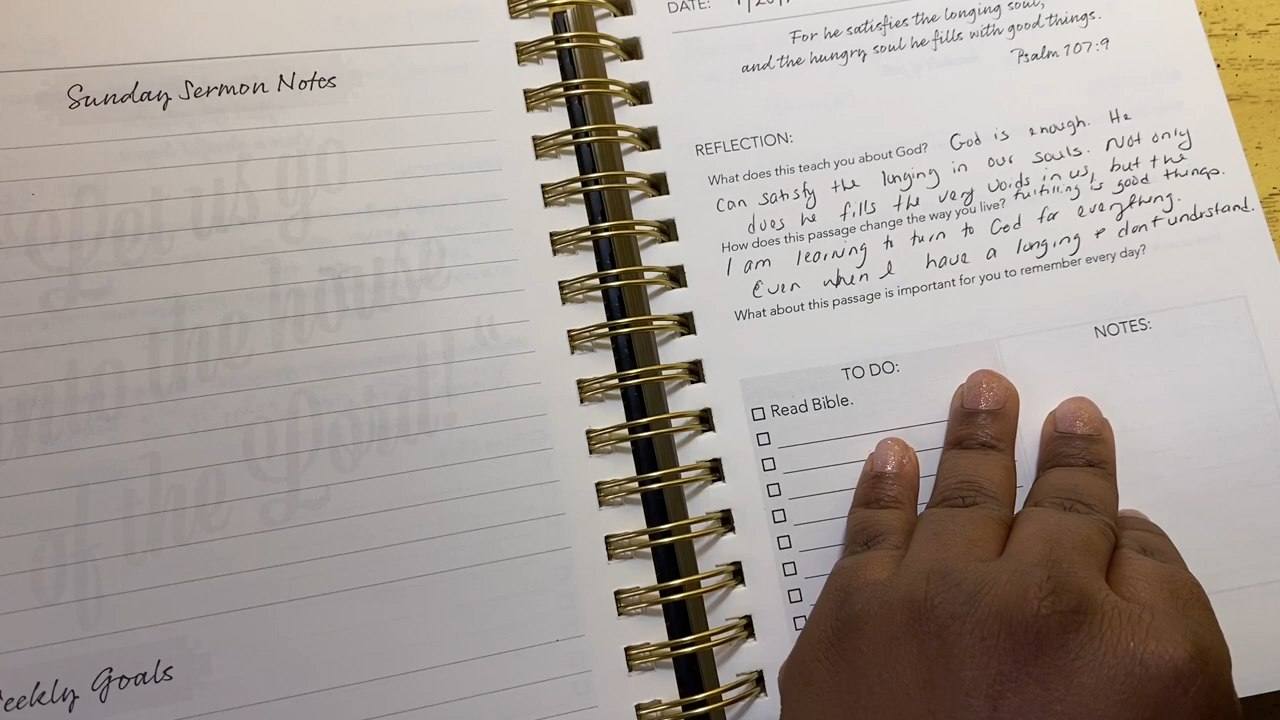 Sunday Sermon Notes
"Let us go
into the house
of the Lord!"
Weekly Goals
DATE:
For he satisfies the longing soul,
and the hungry soul he fills with good things.
Psalm 107:9
REFLECTION:
What does this teach you about God? God is enough. He
can satisfy the longing in our souls. Not only
does he fills the very voids in us, but the
fulfilling is good things.
How does this passage change the way you live?
I am learning to turn to God for everything.
Even when I have a longing & don't understand.
What about this passage is important for you to remember every day?
TO DO:
Read Bible.
NOTES: